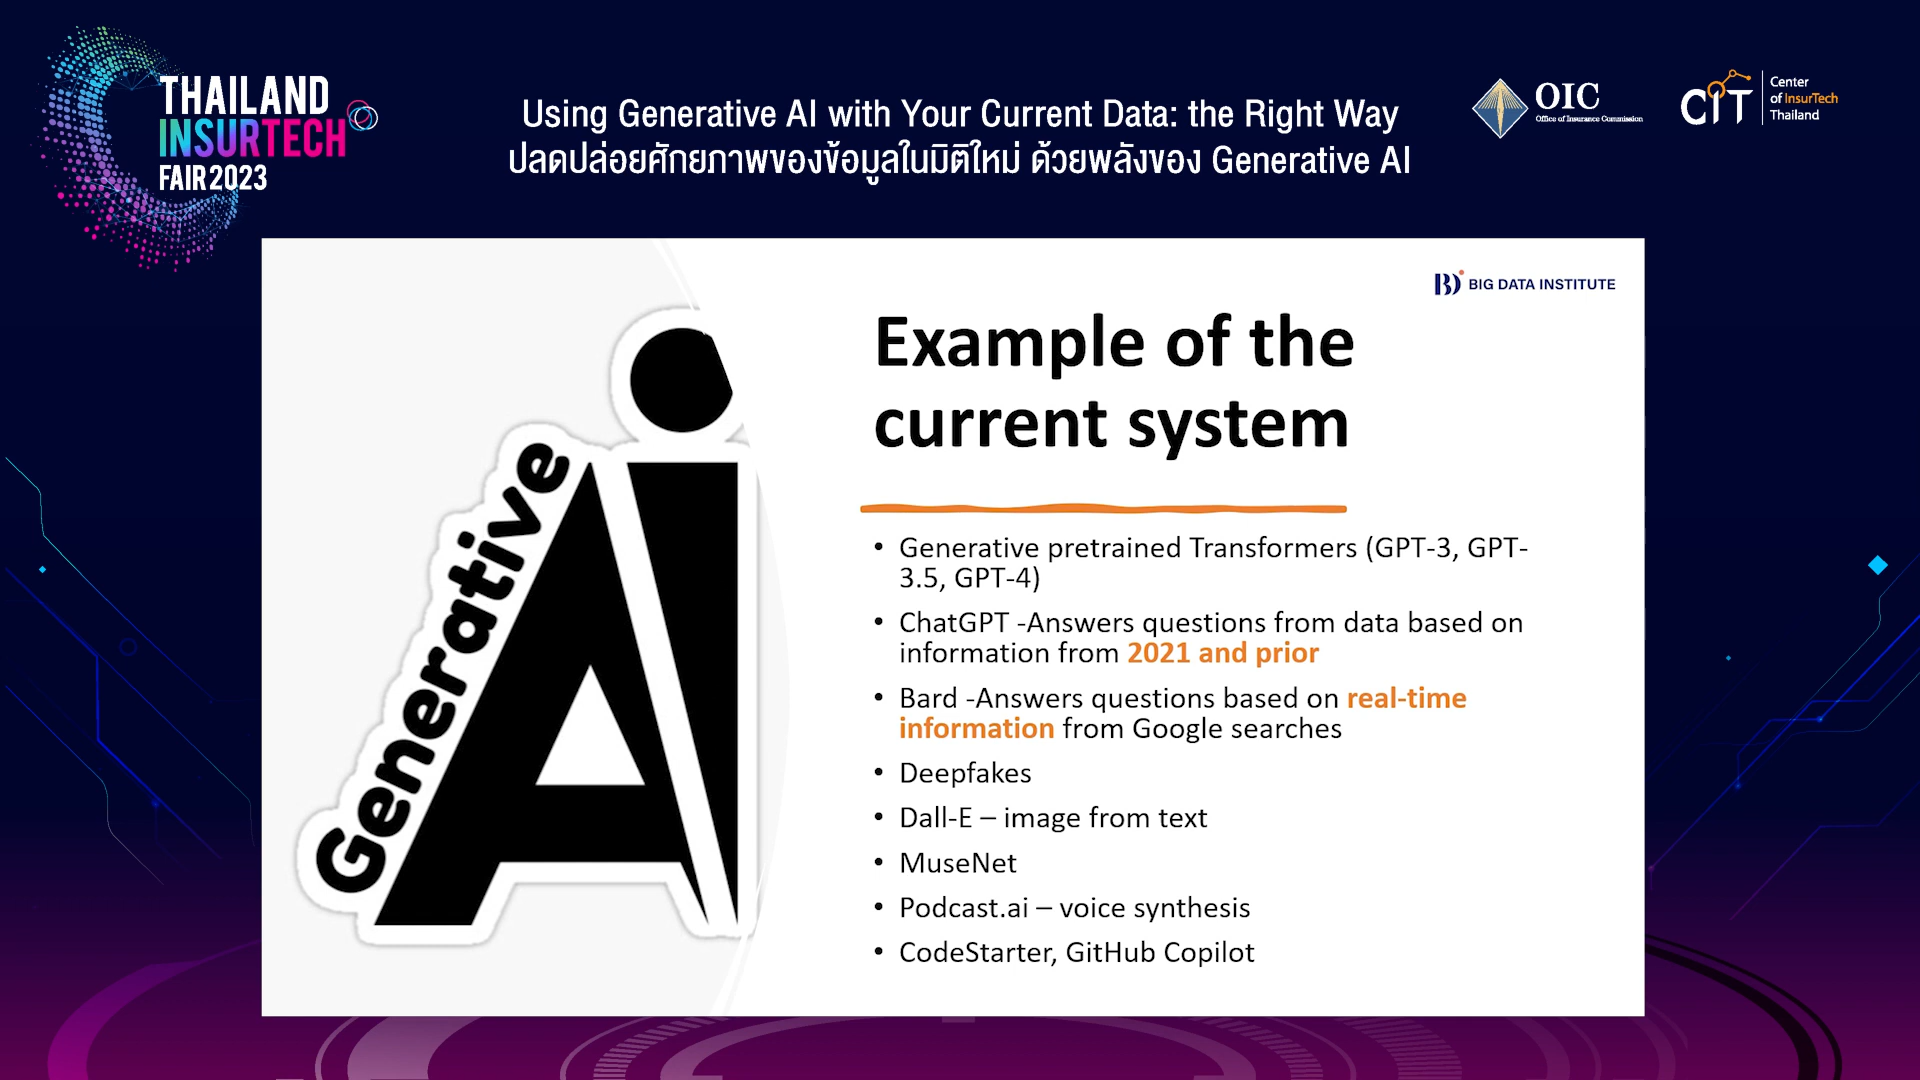 THAILAND
INSURTECH
FAIR 2023
Using Generative AI with Your Current Data: the Right Way
ปลดปล่อยศักยภาพของข้อมูลในมิติใหม่ ด้วยพลังของ Generative AI
OIC
Office of Insurance Commission
CIT
Center
of InsurTech
Thailand
BIG DATA INSTITUTE
Generative
AI
Example of the
current system
• Generative pretrained Transformers (GPT-3, GPT-
3.5, GPT-4)
• ChatGPT -Answers questions from data based on
information from 2021 and prior
• Bard -Answers questions based on real-time
information from Google searches
• Deepfakes
• Dall-E – image from text
• MuseNet
• Podcast.ai – voice synthesis
• CodeStarter, GitHub Copilot